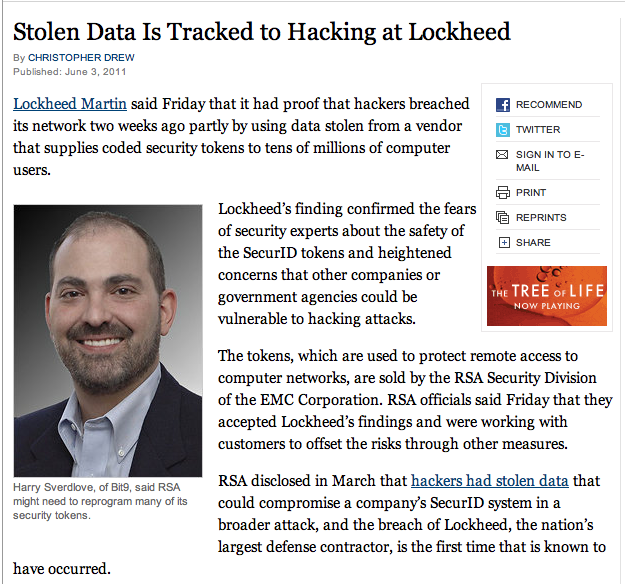 Stolen Data Is Tracked to Hacking at Lockheed
By CHRISTOPHER DREW
Published: June 3, 2011
Lockheed Martin said Friday that it had proof that hackers breached
its network two weeks ago partly by using data stolen from a vendor
that supplies coded security tokens to tens of millions of computer
users.
RECOMMEND
TWITTER
SIGN IN TO E-
MAIL
PRINT
REPRINTS
SHARE
THE TREE OF LIFE
NOW PLAYING
Lockheed’s finding confirmed the fears
of security experts about the safety of
the SecurID tokens and heightened
concerns that other companies or
government agencies could be
vulnerable to hacking attacks.
The tokens, which are used to protect remote access to
computer networks, are sold by the RSA Security Division
of the EMC Corporation. RSA officials said Friday that they
accepted Lockheed’s findings and were working with
customers to offset the risks through other measures.
Harry Sverdlove, of Bit9, said RSA
might need to reprogram many of its
security tokens.
RSA disclosed in March that hackers had stolen data that
could compromise a company’s SecurID system in a
broader attack, and the breach of Lockheed, the nation’s
largest defense contractor, is the first time that is known to
have occurred.